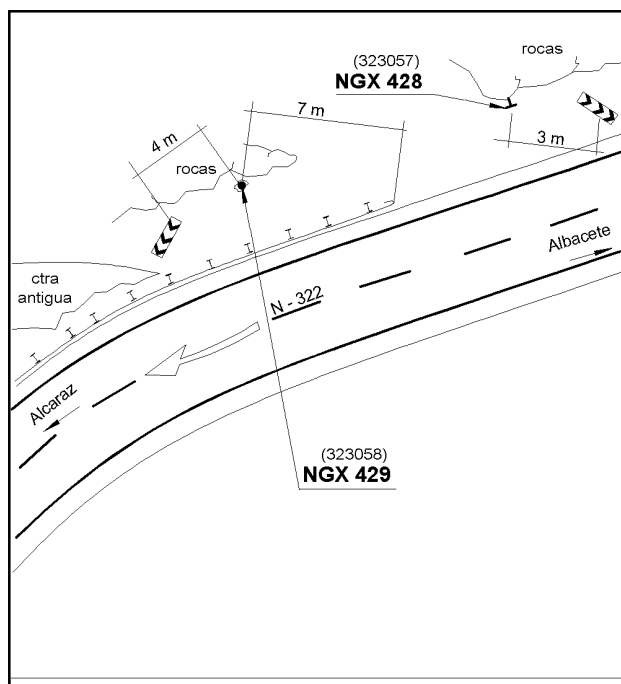 rocas
(323057)
NGX 428
7 m
4 m
3 m
rocas
Albacete
ctra
antigua
N - 322
Alcaraz
(323058)
NGX 429